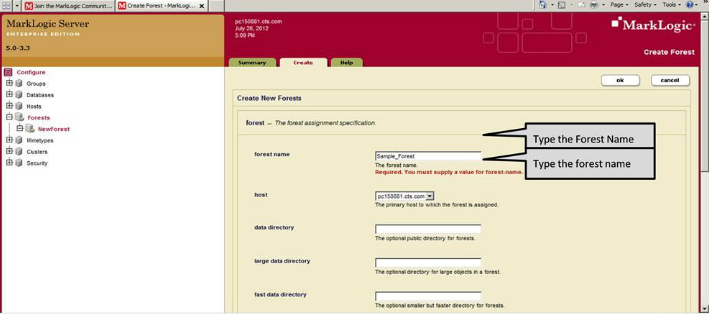 Join the MarkLogic Communit...
Create Forest - MarkLogi...
Page
Safety
Tools
MarkLogic Server
ENTERPRISE EDITION
5.0-3.3
pc150881.cts.com
July 26, 2012
5:09 PM
MarkLogic
Create Forest
Summary
Create
Help
Configure
Groups
Databases
Hosts
Forests
NewForest
Mimetypes
Clusters
Security
ok
cancel
Create New Forests
forest -- The forest assignment specification.
Type the Forest Name
Type the forest name
forest name
Sample_Forest
The forest name.
Required. You must supply a value for forest-name.
host
pc150881.cts.com
The primary host to which the forest is assigned.
data directory
The optional public directory for forests.
large data directory
The optional directory for large objects in a forest.
fast data directory
The optional smaller but faster directory for forests.